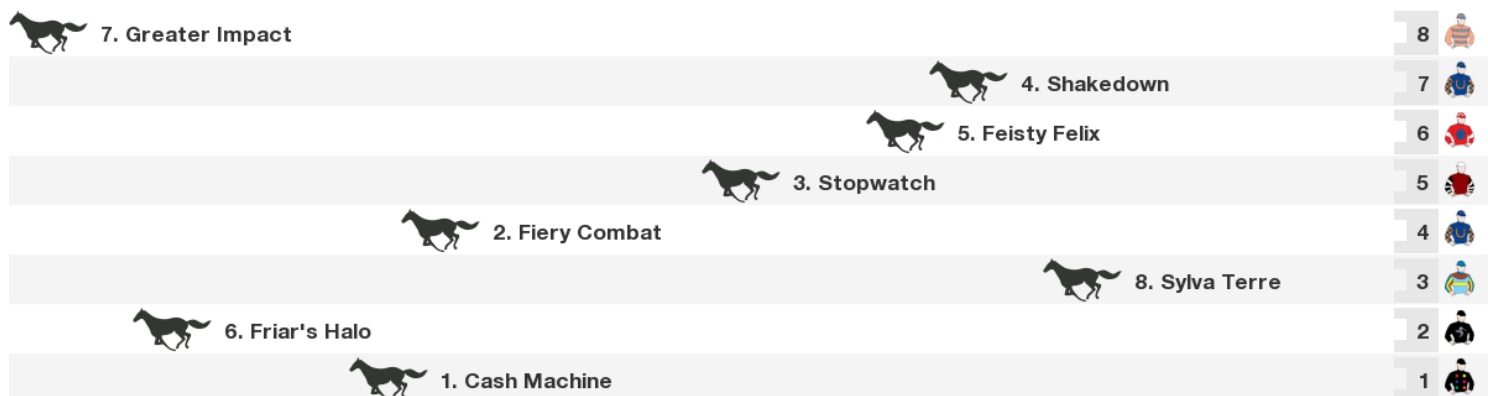 7. Greater Impact 8
4. Shakedown 7
5. Feisty Felix 6
3. Stopwatch 5
2. Fiery Combat 4
8. Sylva Terre 3
6. Friar's Halo 2
1. Cash Machine 1